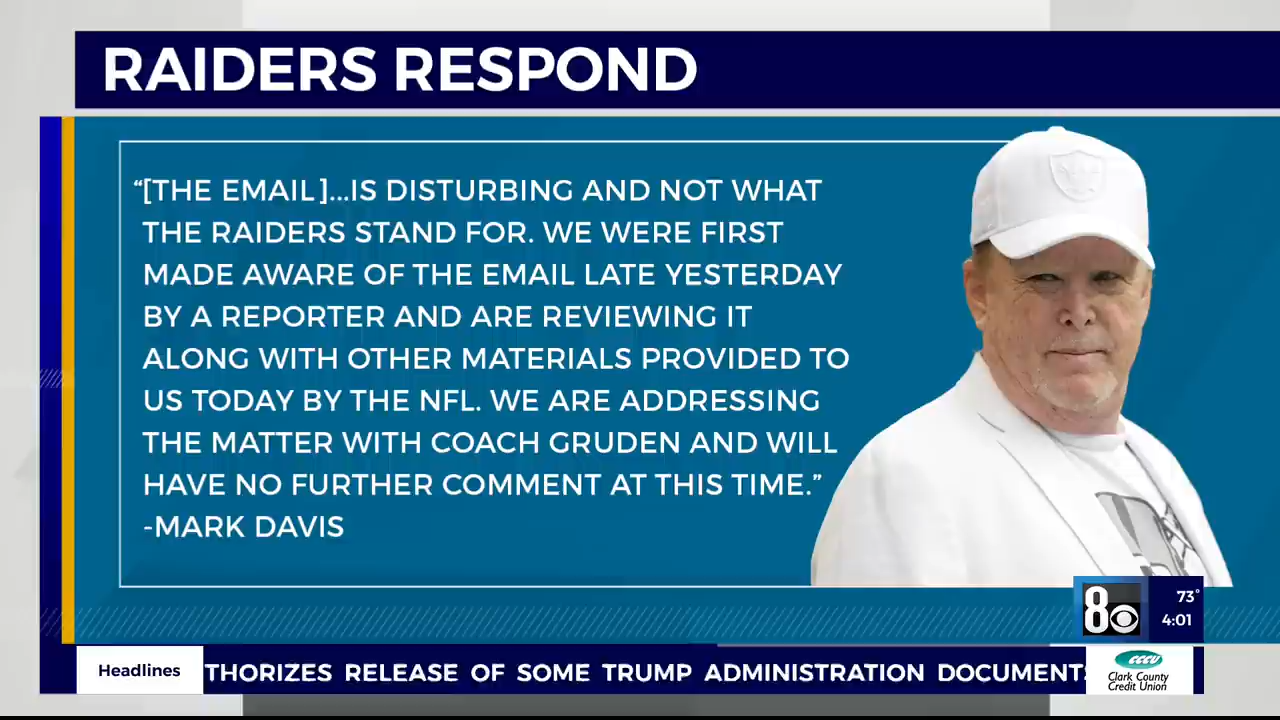 RAIDERS RESPOND
“[THE EMAIL]...IS DISTURBING AND NOT WHAT
THE RAIDERS STAND FOR. WE WERE FIRST
MADE AWARE OF THE EMAIL LATE YESTERDAY
BY A REPORTER AND ARE REVIEWING IT
ALONG WITH OTHER MATERIALS PROVIDED TO
US TODAY BY THE NFL. WE ARE ADDRESSING
THE MATTER WITH COACH GRUDEN AND WILL
HAVE NO FURTHER COMMENT AT THIS TIME.”
-MARK DAVIS
8
73°
4:01
Headlines
THORIZES RELEASE OF SOME TRUMP ADMINISTRATION DOCUMENTS
CCCU
Clark County
Credit Union